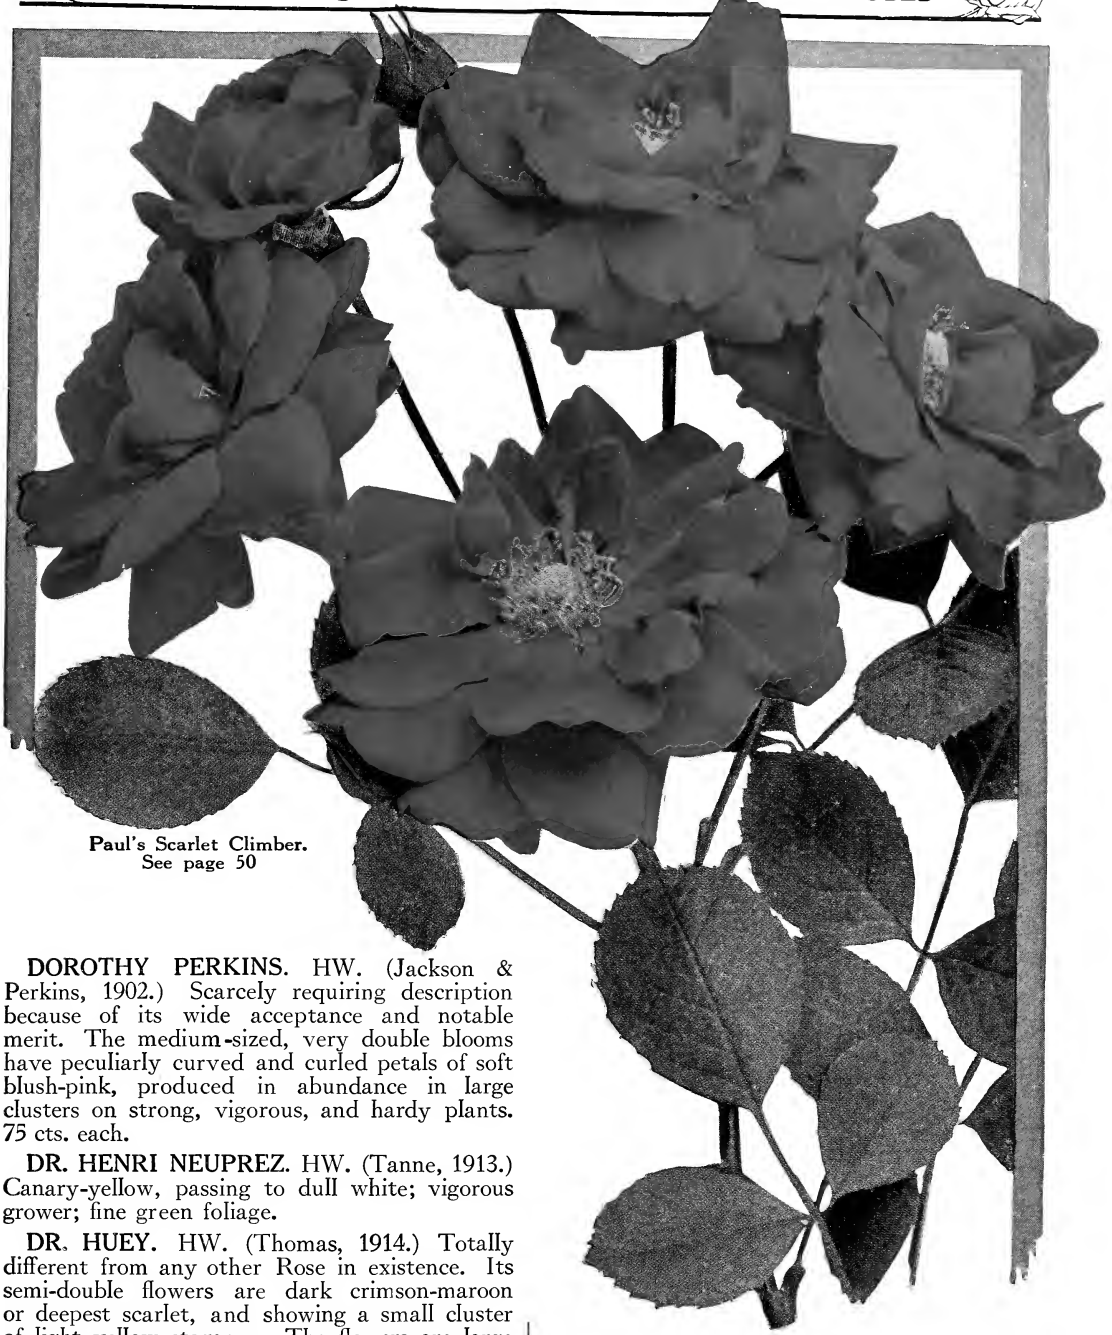 Paul's Scarlet Climber.
See page 50
DOROTHY PERKINS. HW. (Jackson &
Perkins, 1902.) Scarcely requiring description
because of its wide acceptance and notable
merit. The medium-sized, very double blooms
have peculiarly curved and curled petals of soft
blush-pink, produced in abundance in large
clusters on strong, vigorous, and hardy plants.
75 cts. each.
DR. HENRI NEUPREZ. HW. (Tanne, 1913.)
Canary-yellow, passing to dull white; vigorous
grower; fine green foliage.
DR. HUEY. HW. (Thomas, 1914.) Totally
different from any other Rose in existence. Its
semi-double flowers are dark crimson-maroon
or deepest scarlet, and showing a small cluster